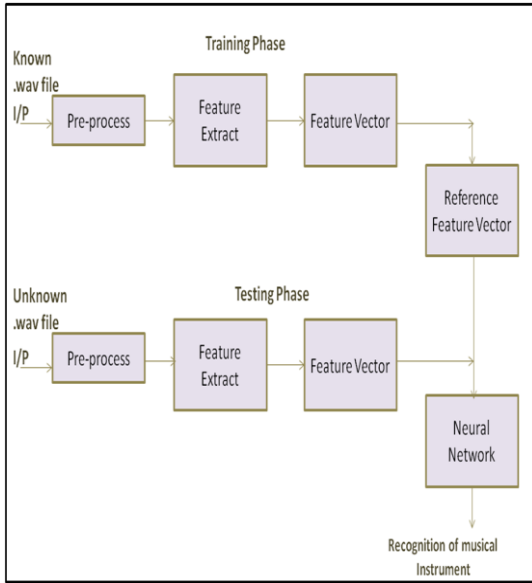 Training Phase
Known
.wav file
I/P
Pre-process
Feature
Extract
Feature Vector
Reference
Feature Vector
Unknown
.wav file
I/P
Testing Phase
Pre-process
Feature
Extract
Feature Vector
Neural
Network
Recognition of musical
Instrument